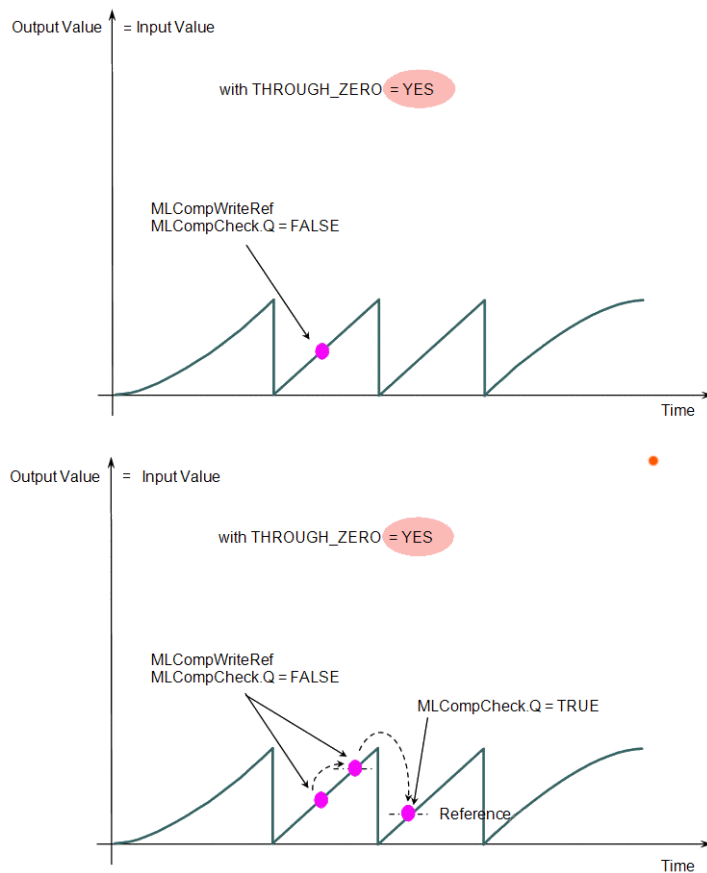 Output Value = Input Value
with THROUGH_ZERO = YES
MLCompWriteRef
MLCompCheck.Q = FALSE
Time
Output Value = Input Value
with THROUGH_ZERO = YES
MLCompWriteRef
MLCompCheck.Q = FALSE
MLCompCheck.Q = TRUE
Reference
Time